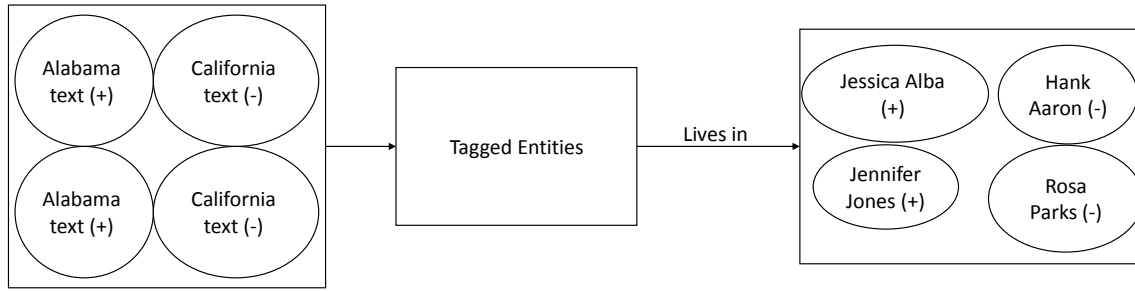 Alabama
text (+)
California
text (-)
Alabama
text (+)
California
text (-)
Tagged Entities
Lives in
Jessica Alba
(+)
Hank
Aaron (-)
Jennifer
Jones (+)
Rosa
Parks (-)